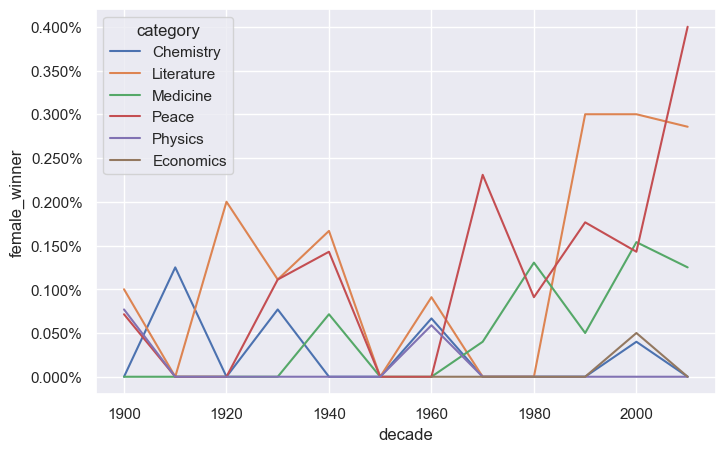 0.400%
0.350%
0.300%
0.250%
0.200%
0.150%
0.100%
0.050%
0.000%
female_winner
category
Chemistry
Literature
Medicine
Peace
Physics
Economics
1900 1920 1940 1960 1980 2000
decade